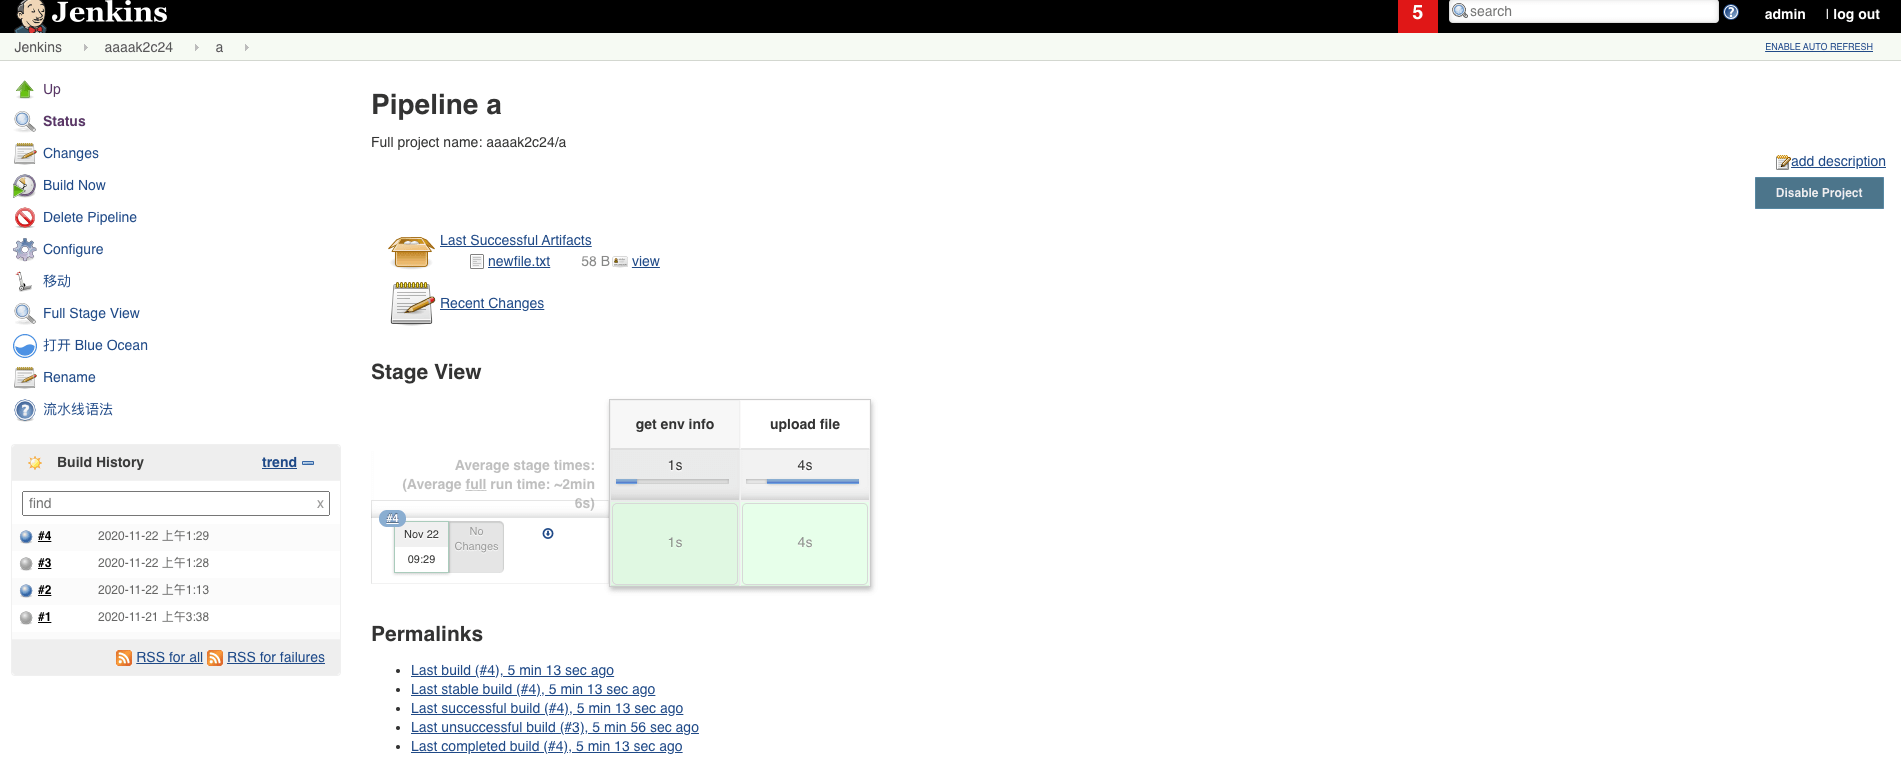 Jenkins
5
search
admin
| log out
Jenkins
aaaak2c24
a
ENABLE AUTO REFRESH
Up
Status
Changes
Build Now
Delete Pipeline
Configure
移动
Full Stage View
打开 Blue Ocean
Rename
流水线语法
Build History
trend
find
x
#4 2020-11-22 上午1:29
#3 2020-11-22 上午1:28
#2 2020-11-22 上午1:13
#1 2020-11-21 上午3:38
RSS for all RSS for failures
Pipeline a
Full project name: aaaak2c24/a
add description
Disable Project
Last Successful Artifacts
newfile.txt 58 B view
Recent Changes
Stage View
get env info upload file
Average stage times:
(Average full run time: ~2min
6s)
1s 4s
#4
Nov 22
09:29
No
Changes
1s 4s
Permalinks
Last build (#4), 5 min 13 sec ago
Last stable build (#4), 5 min 13 sec ago
Last successful build (#4), 5 min 13 sec ago
Last unsuccessful build (#3), 5 min 56 sec ago
Last completed build (#4), 5 min 13 sec ago